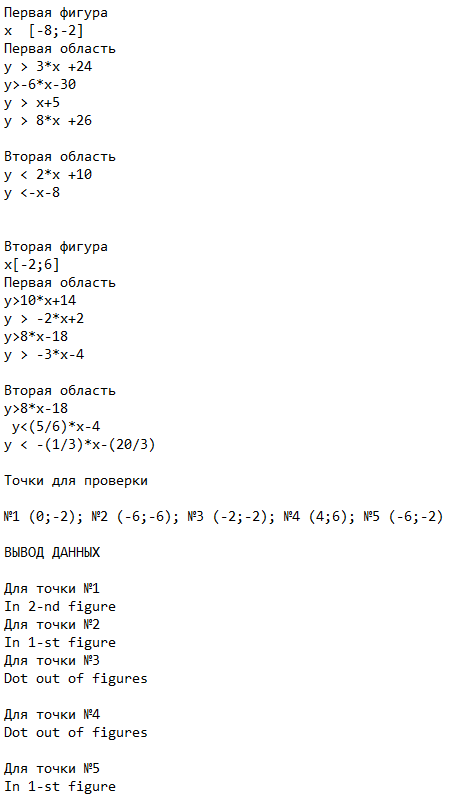 Первая фигура
x  [-8;-2]
Первая область
y > 3*x +24
y>-6*x-30
y > x+5
y > 8*x +26
Вторая область
y < 2*x +10
y <-x-8
Вторая фигура
x[-2;6]
Первая область
y>10*x+14
y > -2*x+2
y>8*x-18
y > -3*x-4
Вторая область
y>8*x-18
y<(5/6)*x-4
y < -(1/3)*x-(20/3)
Точки для проверки
№1 (0;-2); №2 (-6;-6); №3 (-2;-2); №4 (4;6); №5 (-6;-2)
ВЫВОД ДАННЫХ
Для точки №1
In 2-nd figure
Для точки №2
In 1-st figure
Для точки №3
Dot out of figures
Для точки №4
Dot out of figures
Для точки №5
In 1-st figure